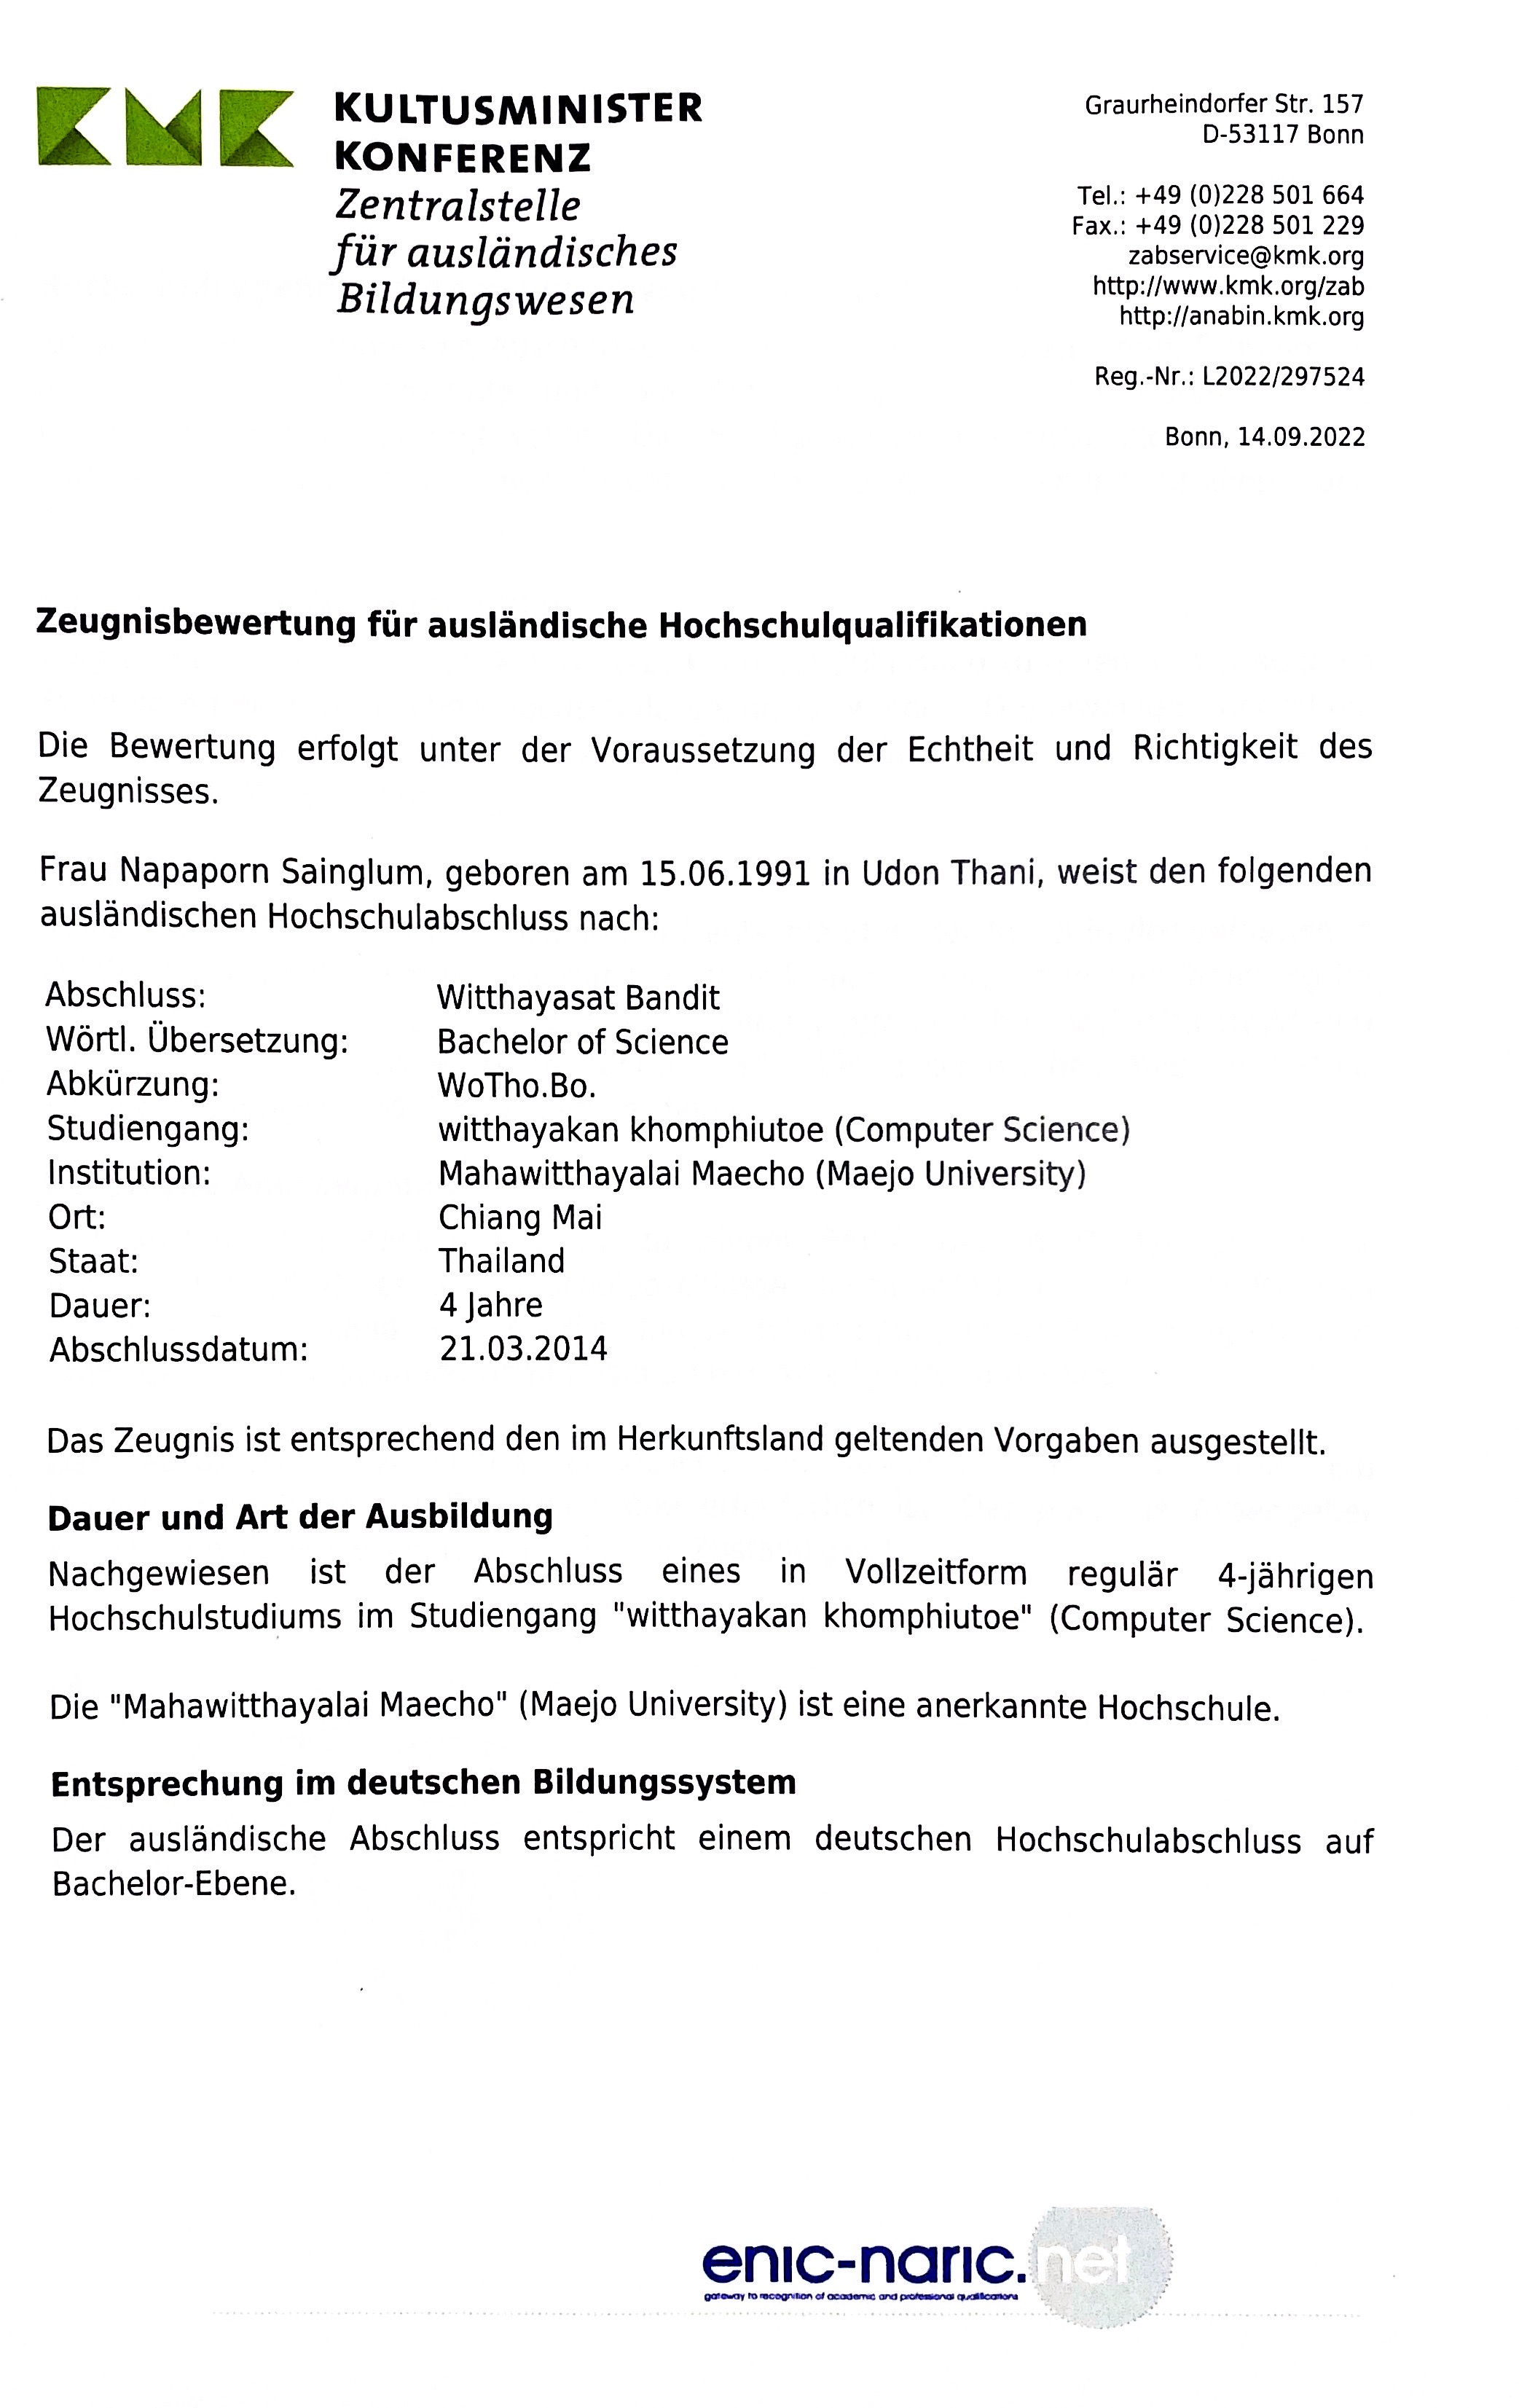 KMK
KULTUSMINISTER
KONFERENZ
Zentralstelle
für ausländisches
Bildungswesen
Graurheindorfer Str. 157
D-53117 Bonn
Tel.: +49 (0)228 501 664
Fax.: +49 (0)228 501 229
zabservice@kmk.org
http://www.kmk.org/zab
http://anabin.kmk.org
Reg.-Nr.: L2022/297524
Bonn, 14.09.2022
Zeugnisbewertung für ausländische Hochschulqualifikationen
Die Bewertung erfolgt unter der Voraussetzung der Echtheit und Richtigkeit des
Zeugnisses.
Frau Napaporn Sainglum, geboren am 15.06.1991 in Udon Thani, weist den folgenden
ausländischen Hochschulabschluss nach:
Abschluss: Witthayasat Bandit
Wörtl. Übersetzung: Bachelor of Science
Abkürzung: WoTho.Bo.
Studiengang: witthayakan khomphiutoe (Computer Science)
Institution: Mahawitthayalai Maecho (Maejo University)
Ort: Chiang Mai
Staat: Thailand
Dauer: 4 Jahre
Abschlussdatum: 21.03.2014
Das Zeugnis ist entsprechend den im Herkunftsland geltenden Vorgaben ausgestellt.
Dauer und Art der Ausbildung
Nachgewiesen ist der Abschluss eines in Vollzeitform regulär 4-jährigen
Hochschulstudiums im Studiengang "witthayakan khomphiutoe" (Computer Science).
Die "Mahawitthayalai Maecho" (Maejo University) ist eine anerkannte Hochschule.
Entsprechung im deutschen Bildungssystem
Der ausländische Abschluss entspricht einem deutschen Hochschulabschluss auf
Bachelor-Ebene.
enic-naric.net
gateway to recognition of academic and professional qualifications